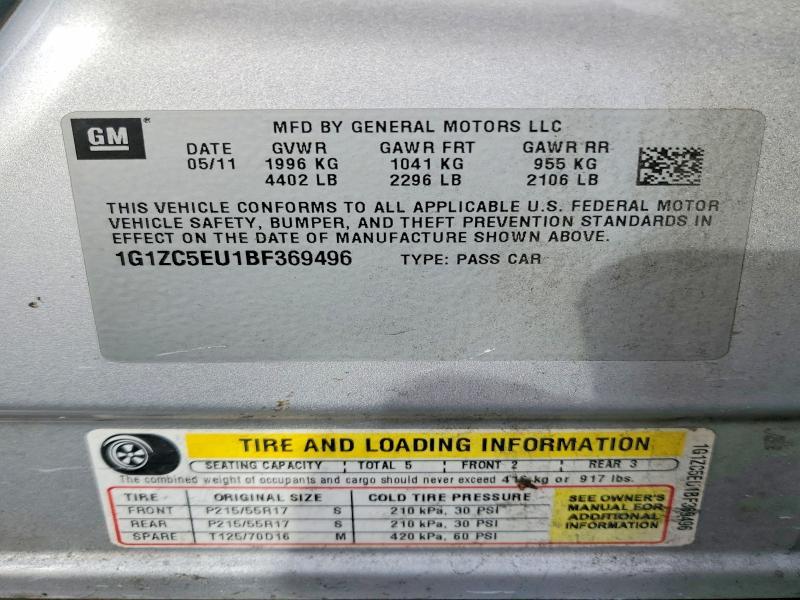 GM ®
MFD BY GENERAL MOTORS LLC
DATE GVWR GAWR FRT GAWR RR
05/11 1996 KG 1041 KG 955 KG
4402 LB 2296 LB 2106 LB
THIS VEHICLE CONFORMS TO ALL APPLICABLE U.S. FEDERAL MOTOR
VEHICLE SAFETY, BUMPER, AND THEFT PREVENTION STANDARDS IN
EFFECT ON THE DATE OF MANUFACTURE SHOWN ABOVE.
1G1ZC5EU1BF369496 TYPE: PASS CAR
TIRE AND LOADING INFORMATION
SEATING CAPACITY TOTAL 5 FRONT 2 REAR 3
The combined weight of occupants and cargo should never exceed kg or 917 lbs.
TIRE ORIGINAL SIZE COLD TIRE PRESSURE
FRONT P215/55R17 S 210 kPa, 30 PSI
REAR P215/55R17 S 210 kPa, 30 PSI
SPARE T125/70D16 M 420 kPa, 60 PSI
SEE OWNER'S
MANUAL FOR
ADDITIONAL
INFORMATION
1G1ZC5EU1BF369496